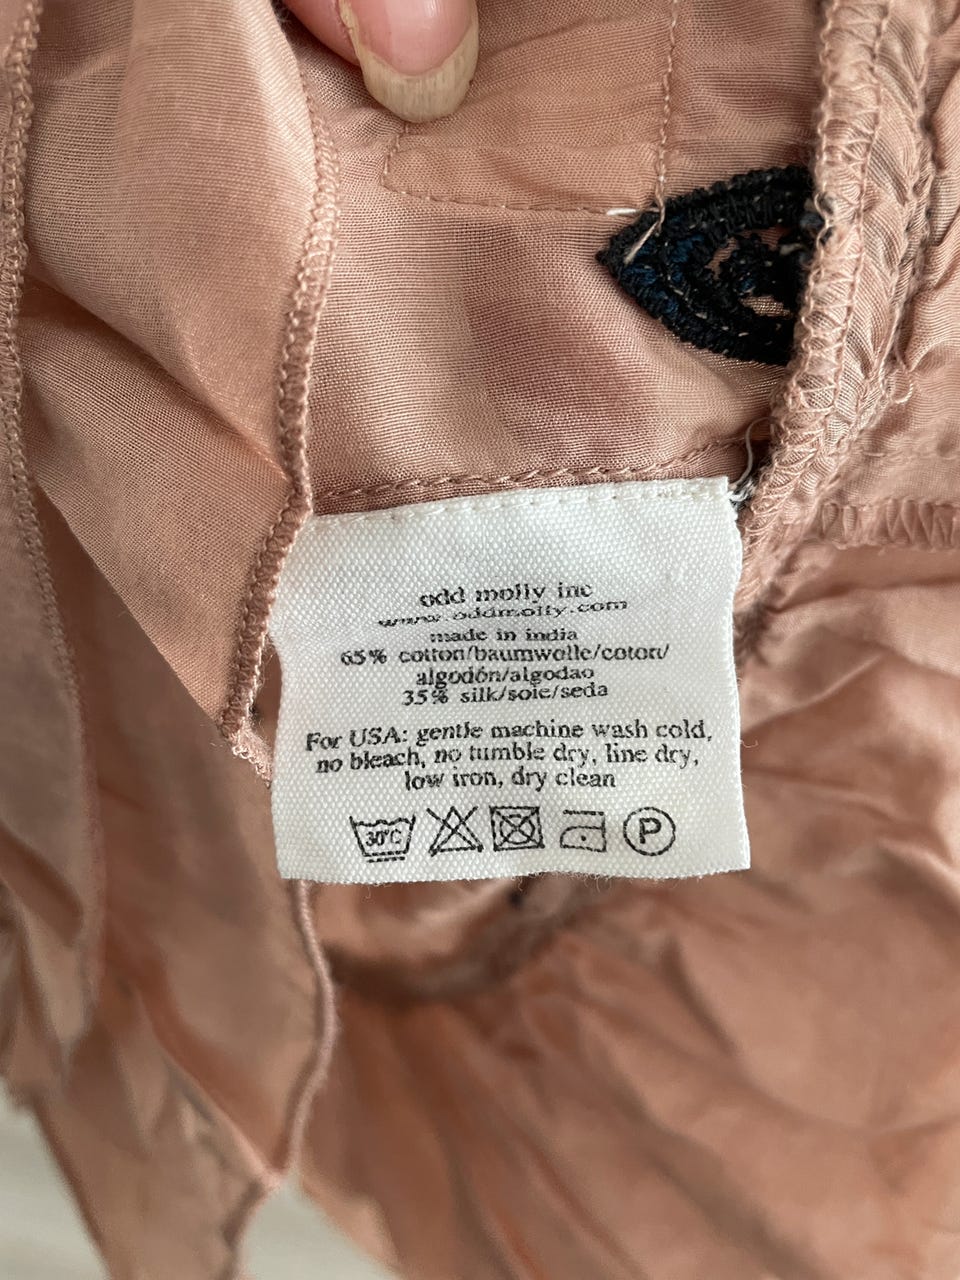 odd molly inc
www.oddmolly.com
made in india
65% cotton/baumwolle/coton/
algodón/algodao
35% silk/soie/seda
For USA: gentle machine wash cold,
no bleach, no tumble dry, line dry,
low iron, dry clean
30°C P